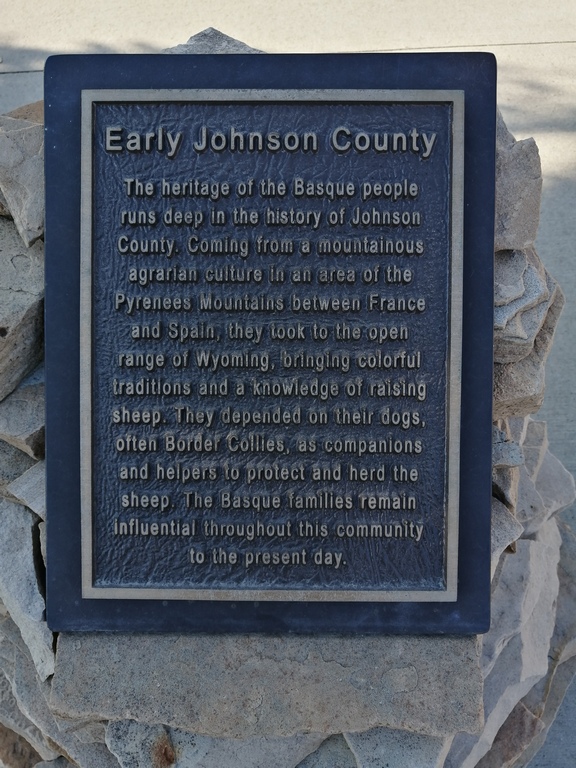 Early Johnson County
The heritage of the Basque people
runs deep in the history of Johnson
County. Coming from a mountainous
agrarian culture in an area of the
Pyrenees Mountains between France
and Spain, they took to the open
range of Wyoming, bringing colorful
traditions and a knowledge of raising
sheep. They depended on their dogs,
often Border Collies, as companions
and helpers to protect and herd the
sheep. The Basque families remain
influential throughout this community
to the present day.